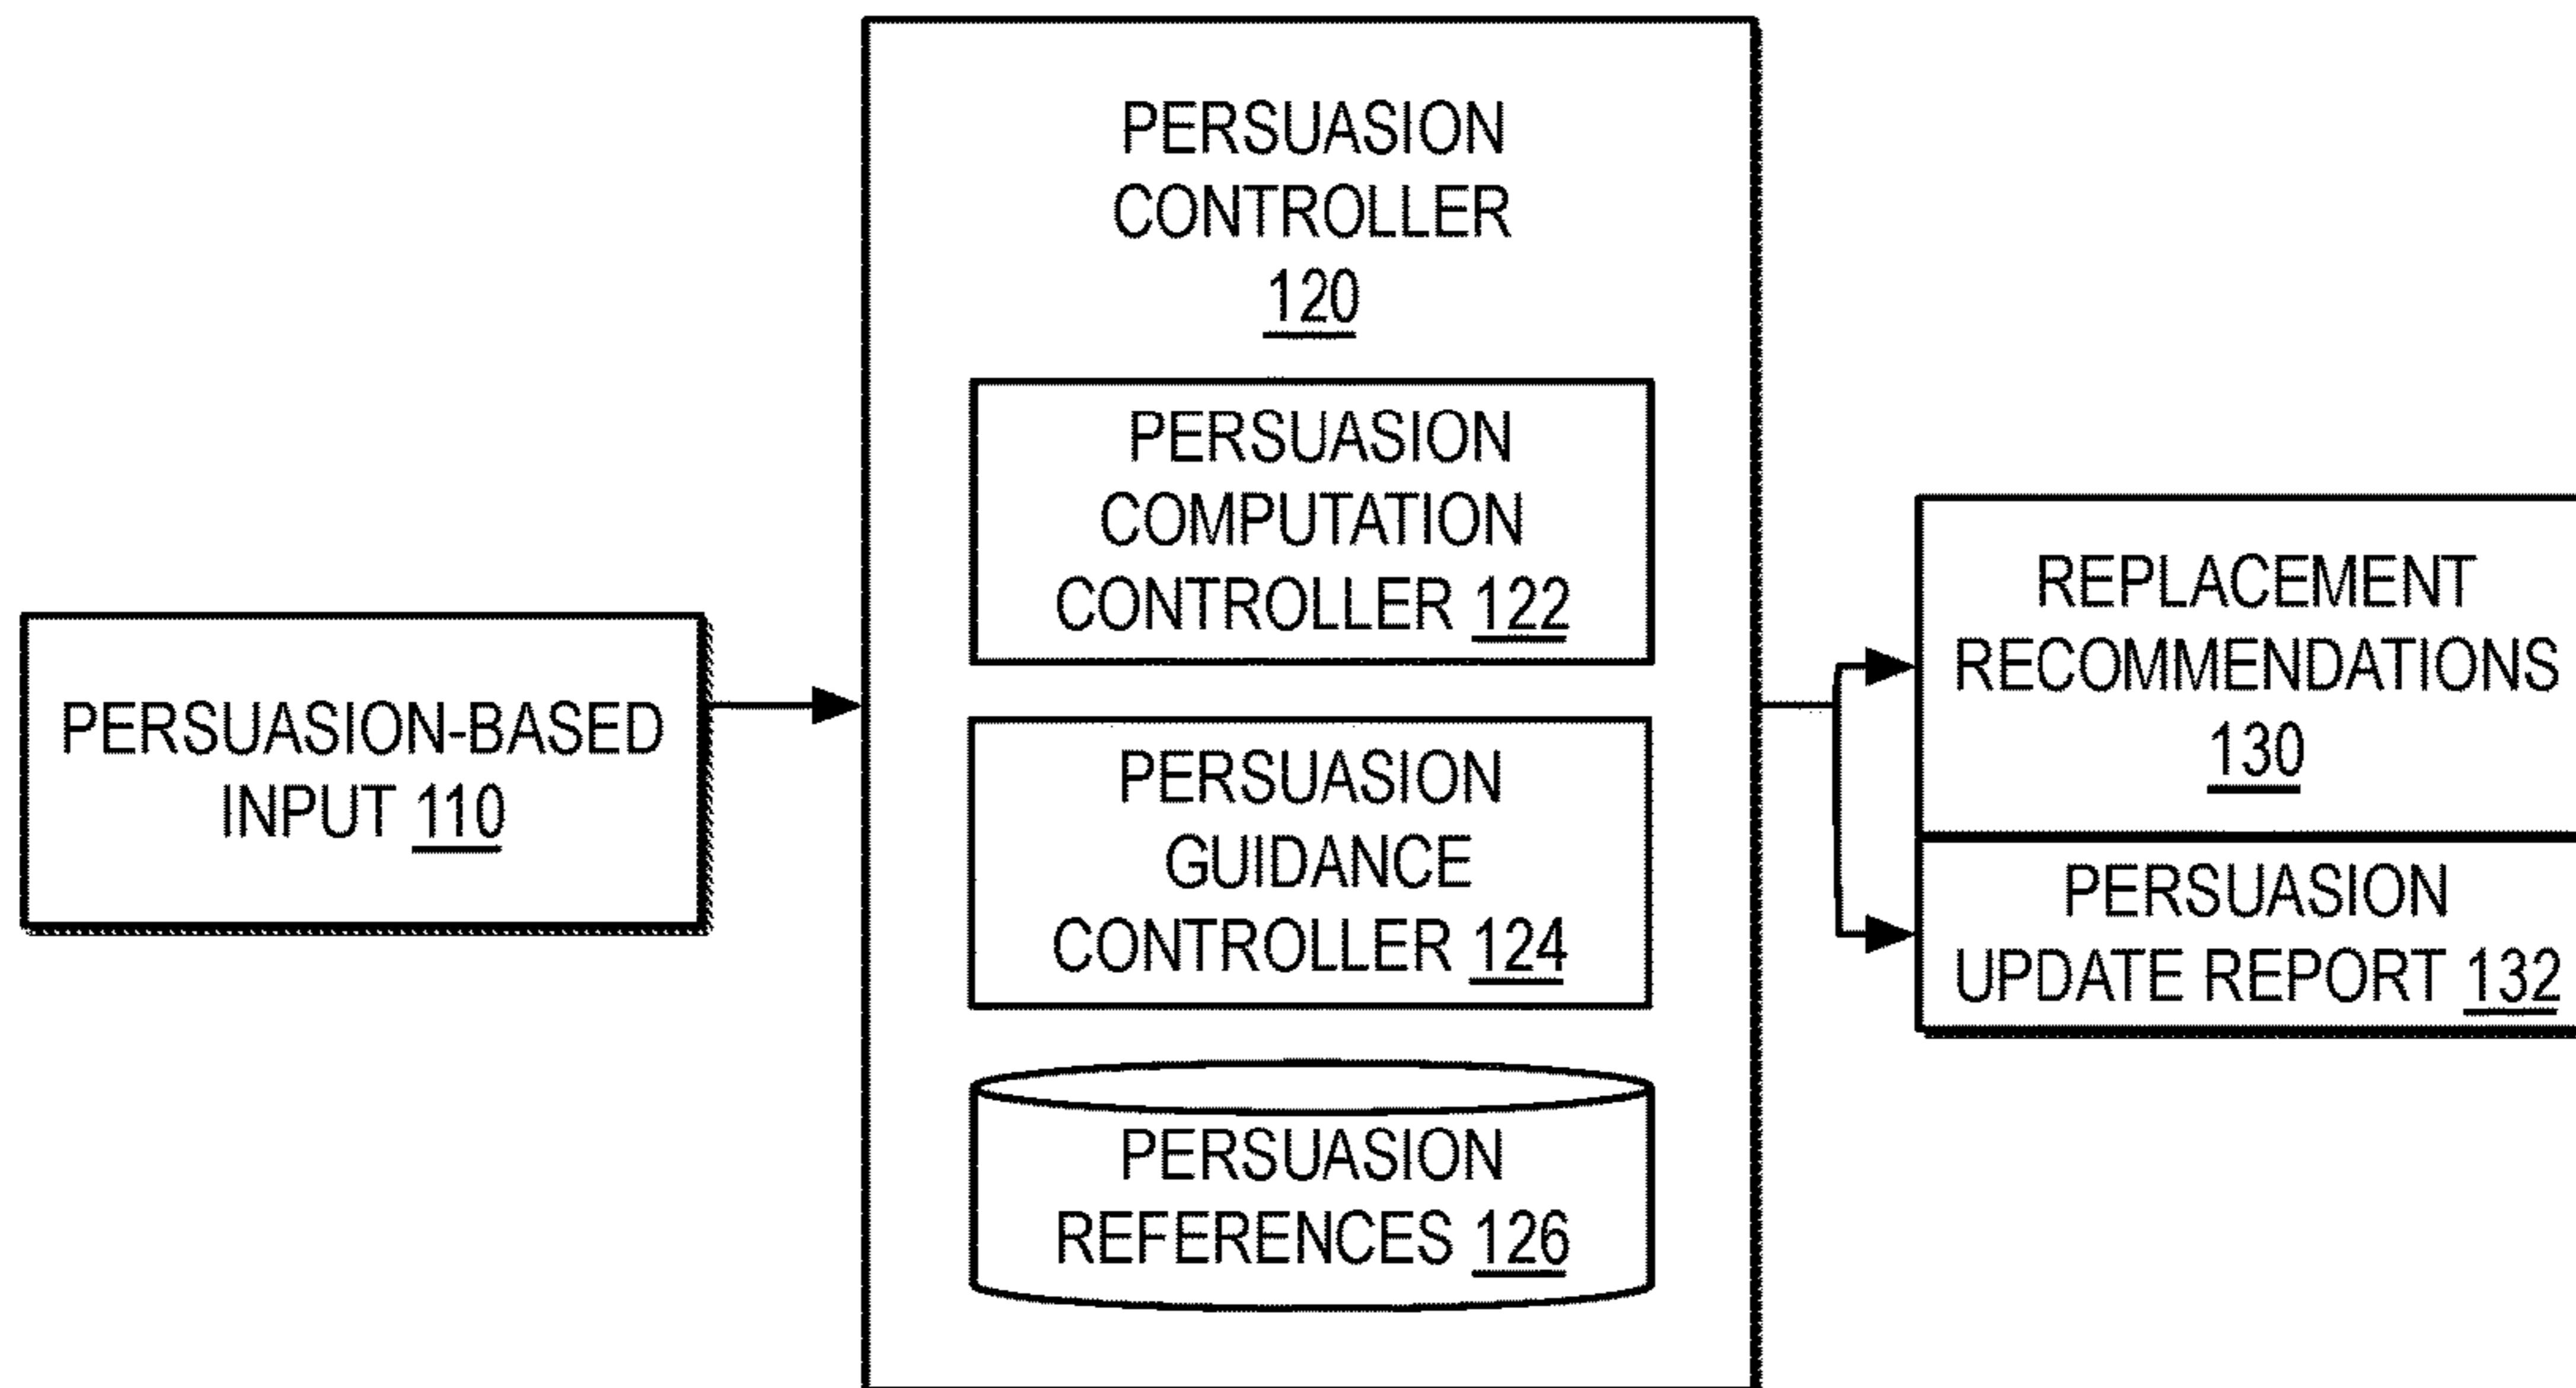 PERSUASION-BASED
INPUT 110
PERSUASION
CONTROLLER
120
PERSUASION
COMPUTATION
CONTROLLER 122
PERSUASION
GUIDANCE
CONTROLLER 124
PERSUASION
REFERENCES 126
REPLACEMENT
RECOMMENDATIONS
130
PERSUASION
UPDATE REPORT 132